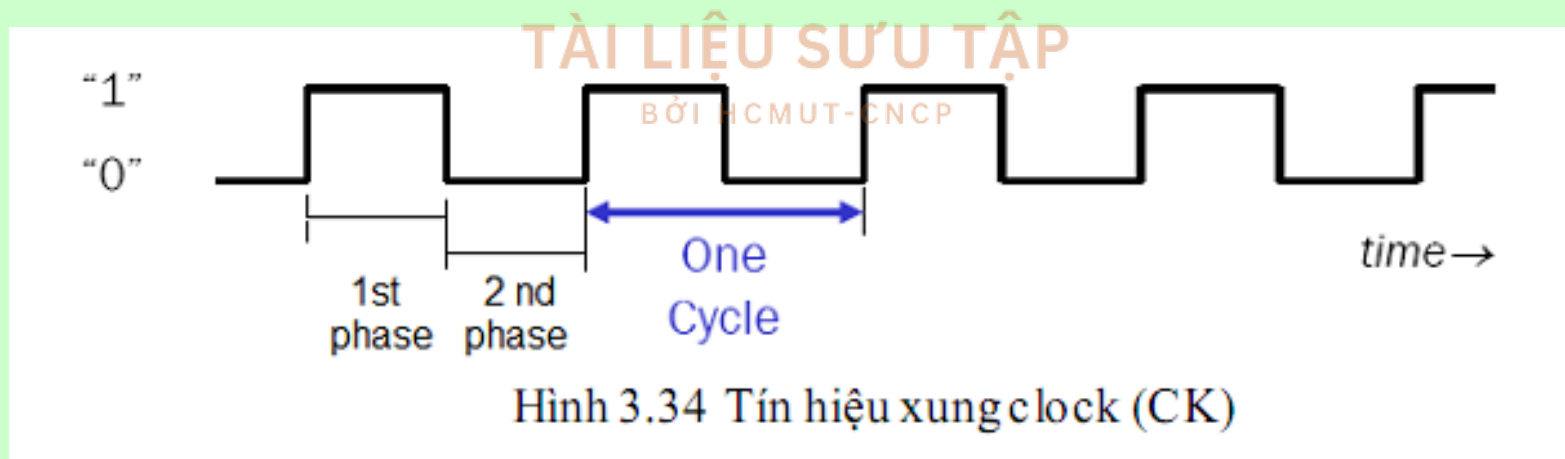 TÀI LIỆU SƯU TẬP
BỞI HCMUT-CNCP
“1”
“0”
One
Cycle
time→
1st
phase
2 nd
phase
Hình 3.34 Tín hiệu xung clock (CK)